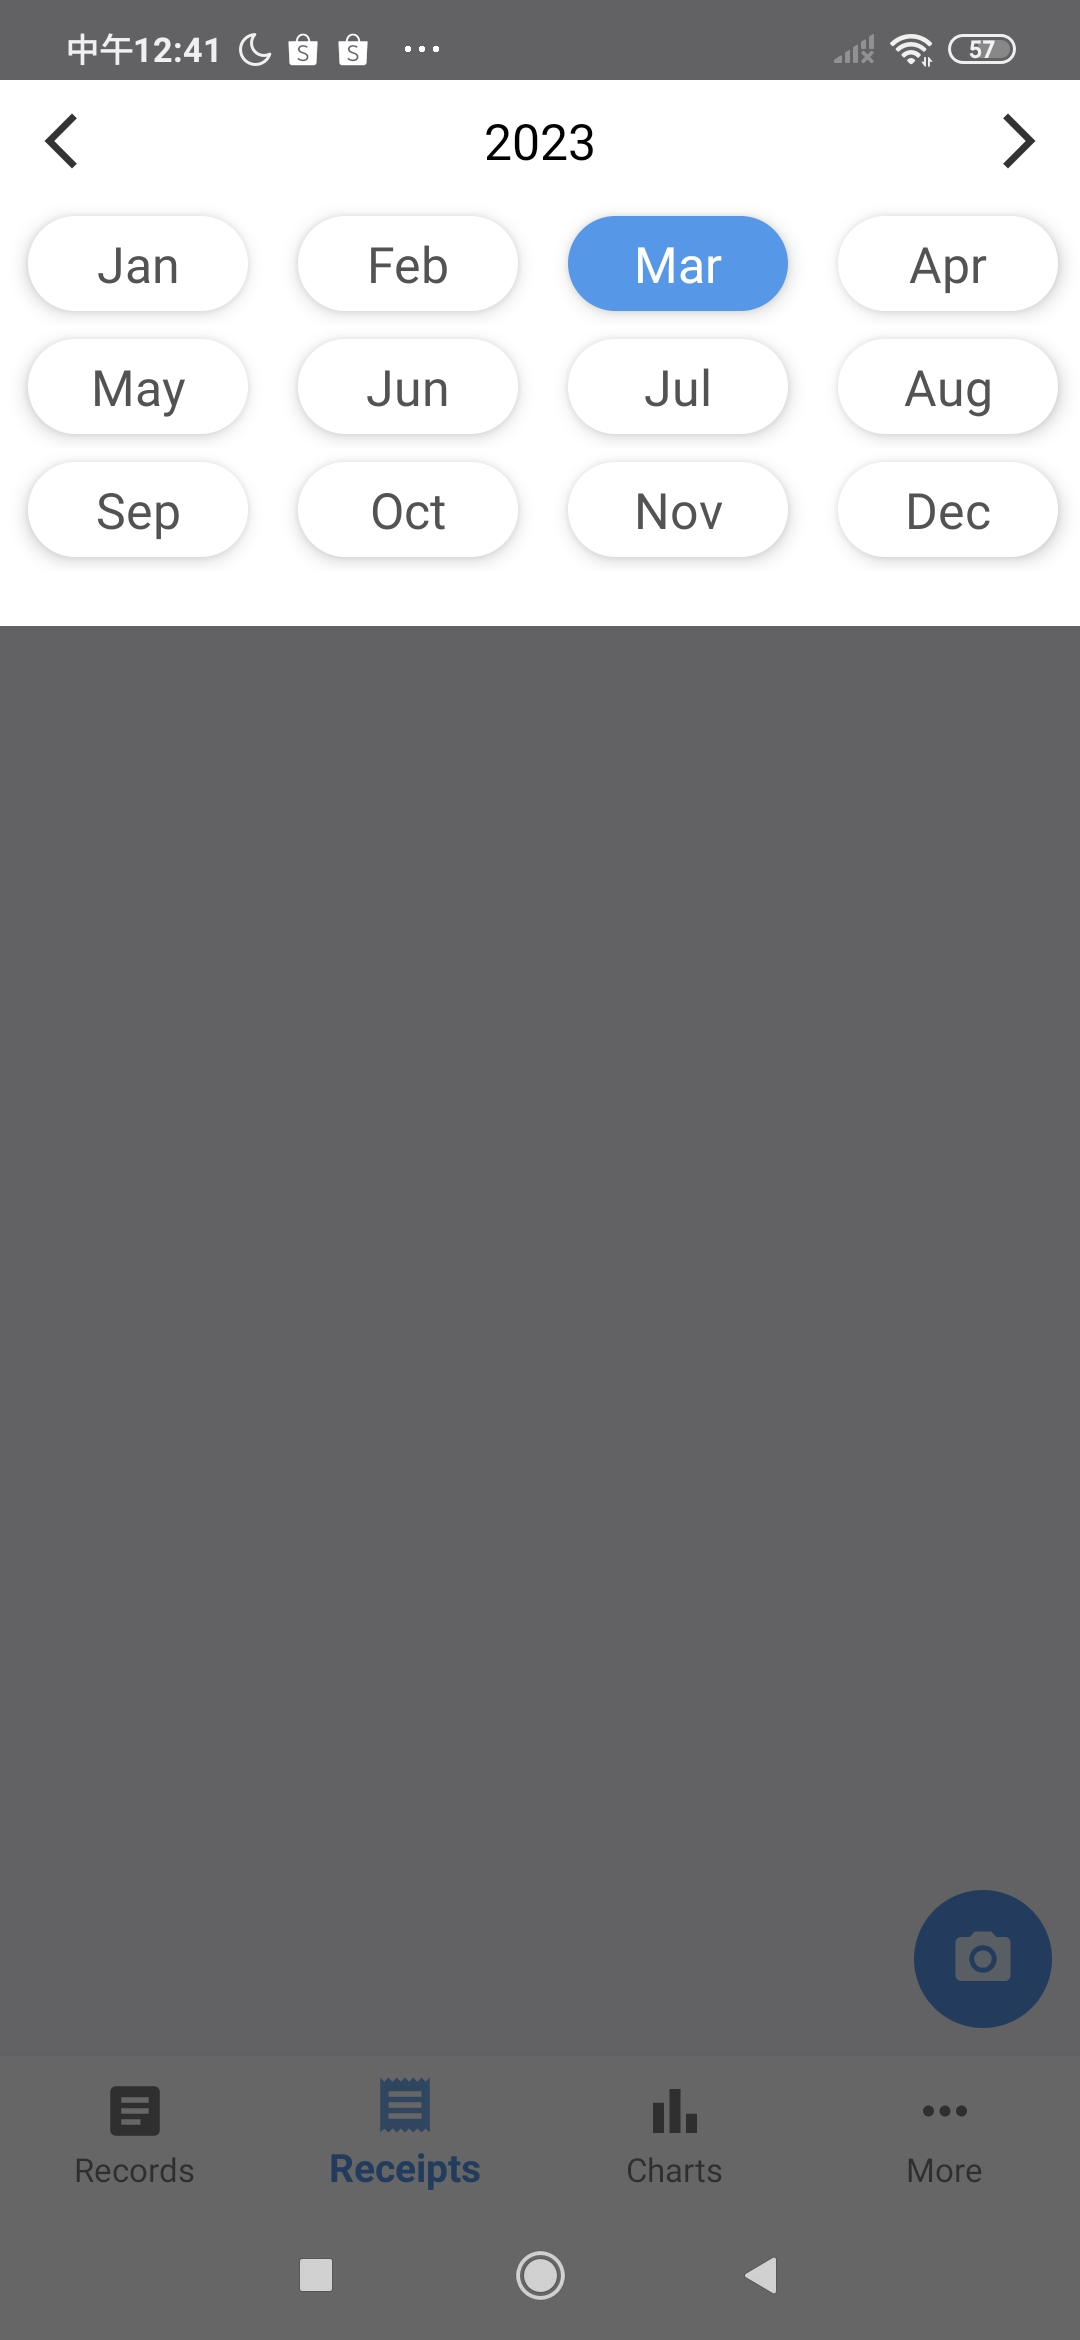 中午12:41 57
2023
Jan Feb Mar Apr
May Jun Jul Aug
Sep Oct Nov Dec
Records Receipts Charts More